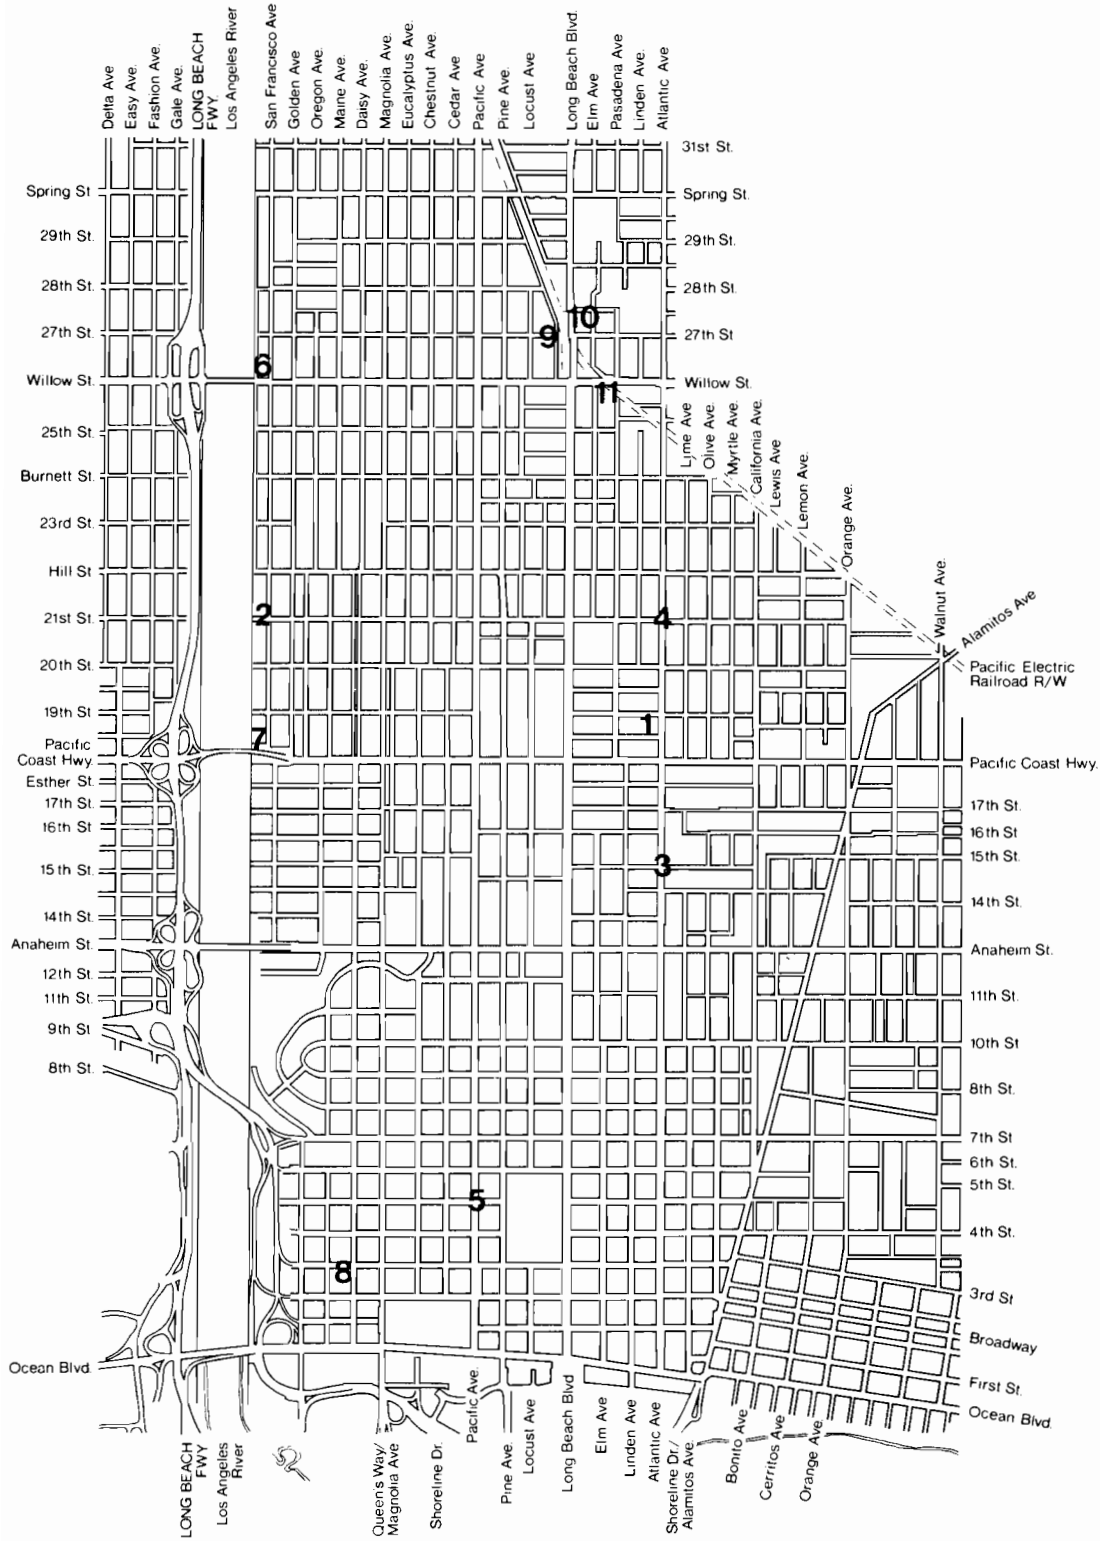 Delta Ave
Easy Ave.
Fashion Ave.
Gale Ave.
LONG BEACH
FWY.
Los Angeles River
San Francisco Ave
Golden Ave
Oregon Ave.
Maine Ave.
Daisy Ave.
Magnolia Ave.
Eucalyptus Ave.
Chestnut Ave.
Cedar Ave
Pacific Ave
Pine Ave.
Locust Ave
Long Beach Blvd.
Elm Ave
Pasadena Ave
Linden Ave.
Atlantic Ave
31st St.
Spring St
Spring St.
29th St.
29th St.
28th St.
28th St.
10
27th St.
9
27th St
6
Willow St.
Willow St.
11
Lime Ave
Olive Ave.
Myrtle Ave.
California Ave.
25th St.
Lewis Ave
Lemon Ave.
Burnett St.
Orange Ave.
23rd St.
Hill St
Walnut Ave.
Alamitos Ave
2
4
21st St.
20th St.
Pacific Electric
Railroad R/W
19th St
1
7
Pacific
Coast Hwy.
Pacific Coast Hwy.
Esther St.
17th St.
17th St.
16th St
16th St
15th St.
3
15th St.
14th St.
14th St.
Anaheim St.
Anaheim St.
12th St.
11th St.
11th St.
9th St
10th St
8th St.
8th St.
7th St
6th St.
5th St.
5
4th St.
8
3rd St
Broadway
Ocean Blvd.
First St.
Ocean Blvd.
LONG BEACH
FWY
Los Angeles
River
Queen's Way/
Magnolia Ave
Shoreline Dr.
Pacific Ave.
Pine Ave.
Locust Ave
Long Beach Blvd
Elm Ave
Linden Ave
Atlantic Ave
Shoreline Dr./
Alamitos Ave.
Bonito Ave
Cerritos Ave
Orange Ave.